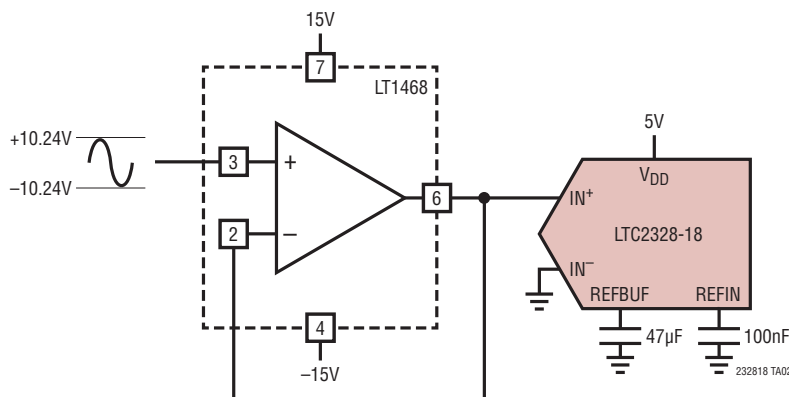 15V
7
LT1468
+10.24V
–10.24V
3
+
2
–
6
4
–15V
5V
VDD
IN+
LTC2328-18
IN–
REFBUF
REFIN
47µF
100nF
232818 TA02